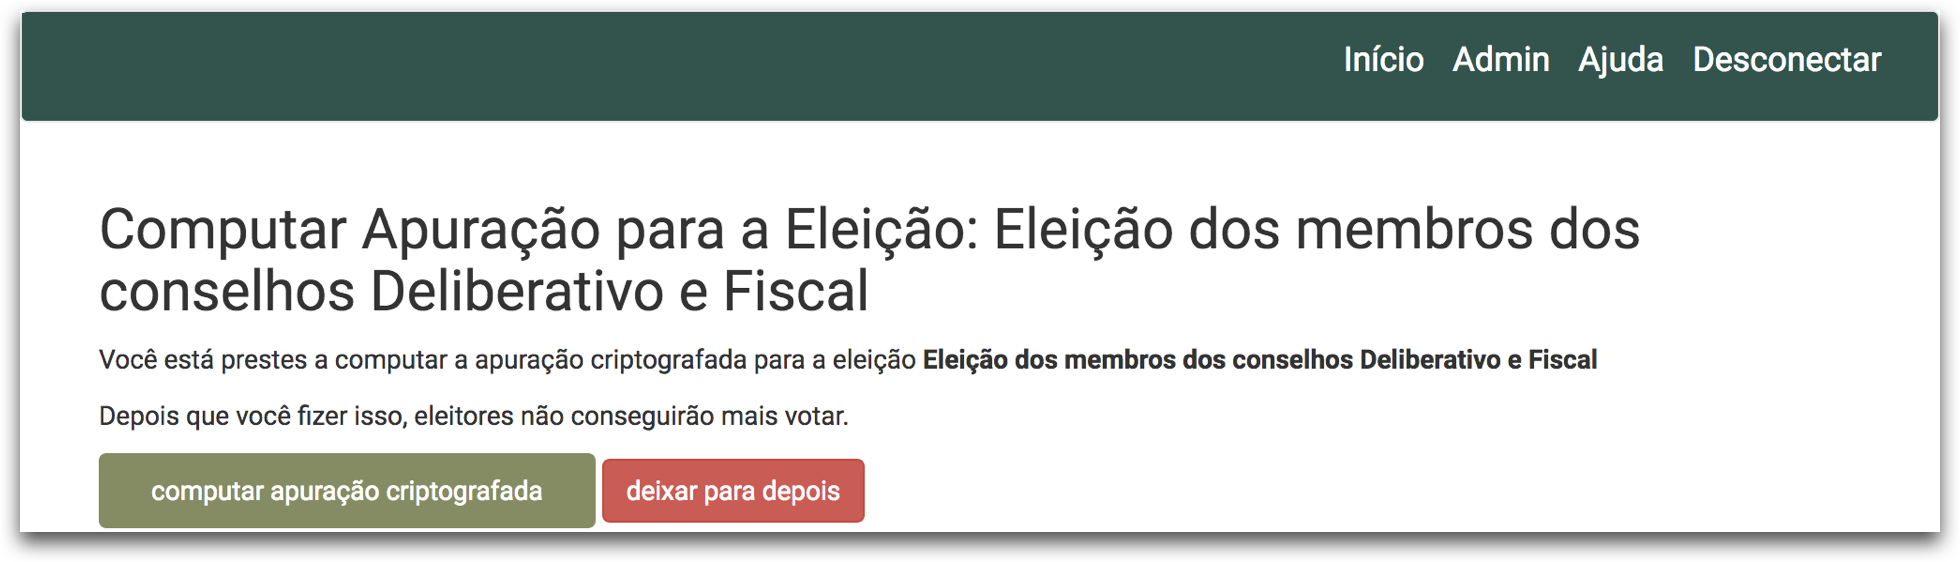 Início Admin Ajuda Desconectar
Computar Apuração para a Eleição: Eleição dos membros dos
conselhos Deliberativo e Fiscal
Você está prestes a computar a apuração criptografada para a eleição Eleição dos membros dos conselhos Deliberativo e Fiscal
Depois que você fizer isso, eleitores não conseguirão mais votar.
computar apuração criptografada deixar para depois